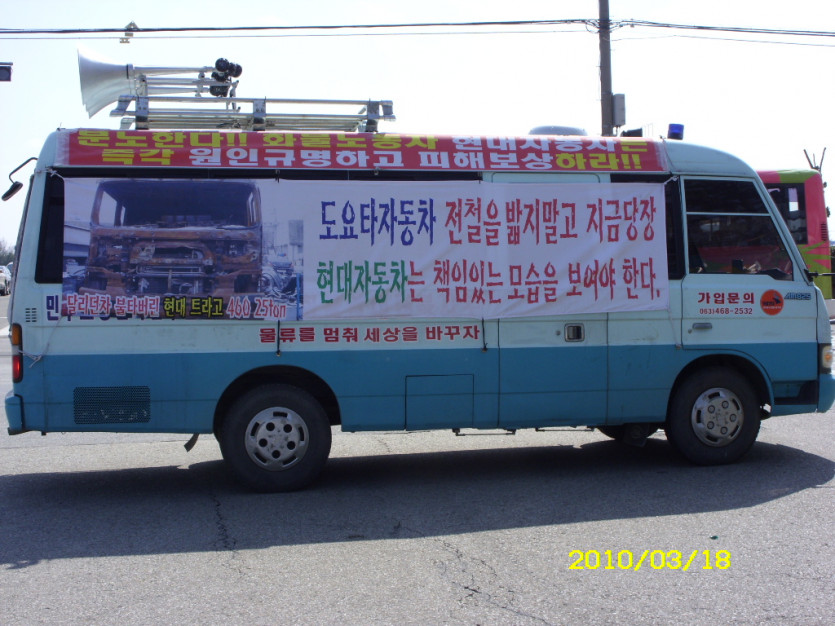 분노한다!! 화물노동자 현대자동차는
즉각 원인규명하고 피해보상하라!!
도요타자동차 전철을 밟지말고 지금당장
현대자동차는 책임있는 모습을 보여야 한다.
달리던차 불타버린 현대 트라고 460 25ton
물류를 멈춰 세상을 바꾸자
가입문의
063)468-2532
2010/03/18